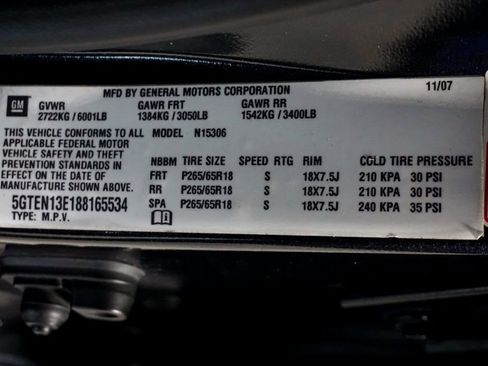 MFD BY GENERAL MOTORS CORPORATION
11/07
GM
GVWR GAWR FRT GAWR RR
2722KG / 6001LB 1384KG / 3050LB 1542KG / 3400LB
THIS VEHICLE CONFORMS TO ALL MODEL N15306
APPLICABLE FEDERAL MOTOR
VEHICLE SAFETY AND THEFT
PREVENTION STANDARDS IN
EFFECT ON THE DATE OF
MANUFACTURE SHOWN ABOVE.
5GTEN13E188165534
TYPE: M.P.V.
NBBM TIRE SIZE SPEED RTG RIM COLD TIRE PRESSURE
FRT P265/65R18 S 18X7.5J 210 KPA 30 PSI
RR P265/65R18 S 18X7.5J 210 KPA 30 PSI
SPA P265/65R18 S 18X7.5J 240 KPA 35 PSI